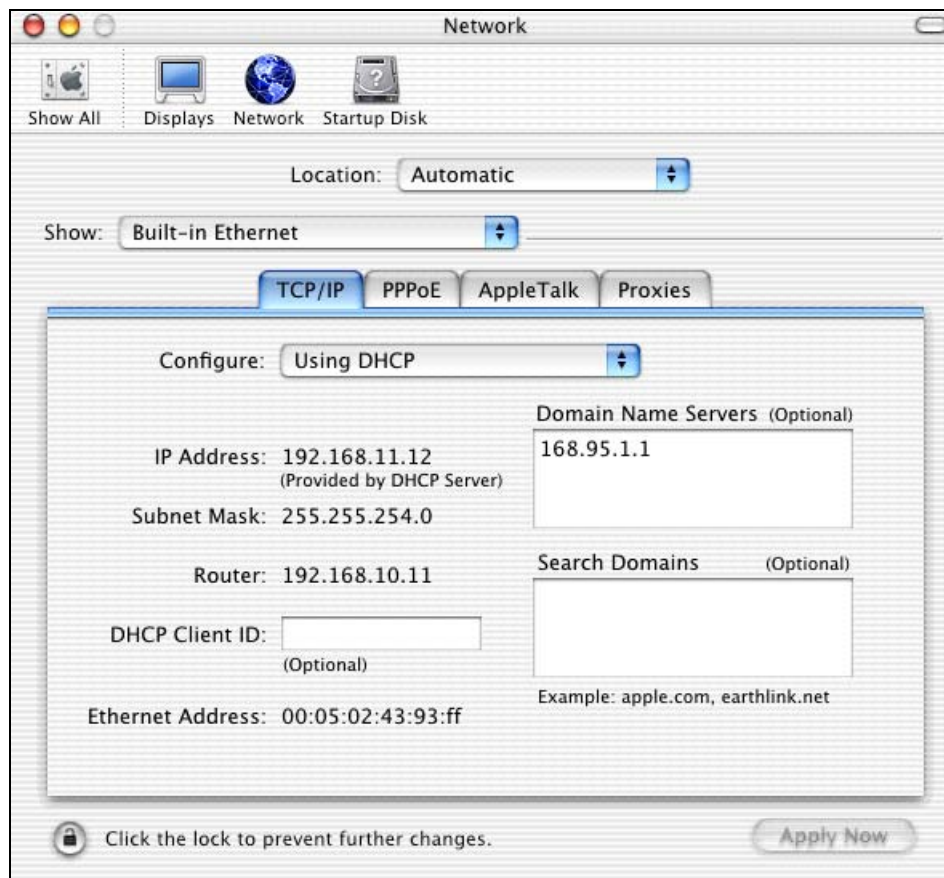 Network
Show All
Displays
Network
Startup Disk
Location: Automatic
Show: Built-in Ethernet
TCP/IP
PPPoE
AppleTalk
Proxies
Configure: Using DHCP
Domain Name Servers (Optional)
168.95.1.1
IP Address: 192.168.11.12
(Provided by DHCP Server)
Subnet Mask: 255.255.254.0
Router: 192.168.10.11
Search Domains (Optional)
DHCP Client ID:
(Optional)
Example: apple.com, earthlink.net
Ethernet Address: 00:05:02:43:93:ff
Click the lock to prevent further changes.
Apply Now